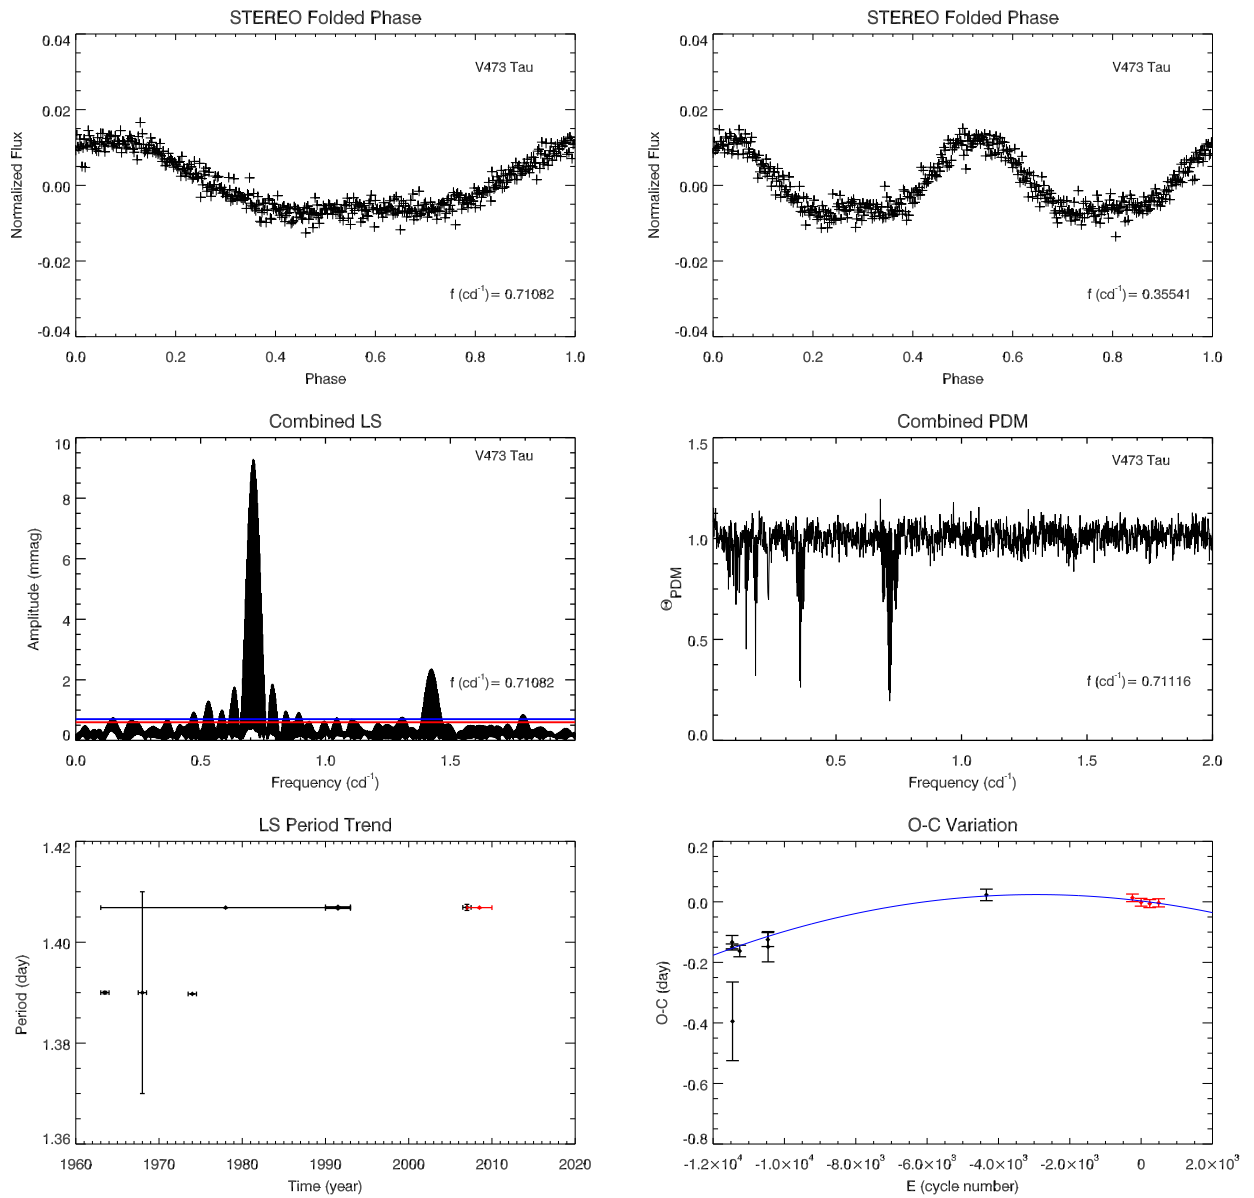 STEREO Folded Phase
0.04
0.02
0.00
-0.02
-0.04
Normalized Flux
V473 Tau
f (cd⁻¹)= 0.71082
0.0 0.2 0.4 0.6 0.8 1.0
Phase
STEREO Folded Phase
0.04
0.02
0.00
-0.02
-0.04
Normalized Flux
V473 Tau
f (cd⁻¹)= 0.35541
0.0 0.2 0.4 0.6 0.8 1.0
Phase
Combined LS
10
8
6
4
2
0
Amplitude (mmag)
V473 Tau
f (cd⁻¹)= 0.71082
0.0 0.5 1.0 1.5
Frequency (cd⁻¹)
Combined PDM
1.5
1.0
0.5
0.0
Θ_PDM
V473 Tau
f (cd⁻¹)= 0.71116
0.5 1.0 1.5 2.0
Frequency (cd⁻¹)
LS Period Trend
1.42
1.40
1.38
1.36
Period (day)
1960 1970 1980 1990 2000 2010 2020
Time (year)
O-C Variation
0.2
0.0
-0.2
-0.4
-0.6
-0.8
O-C (day)
-1.2×10⁴ -1.0×10⁴ -8.0×10³ -6.0×10³ -4.0×10³ -2.0×10³ 0 2.0×10³
E (cycle number)